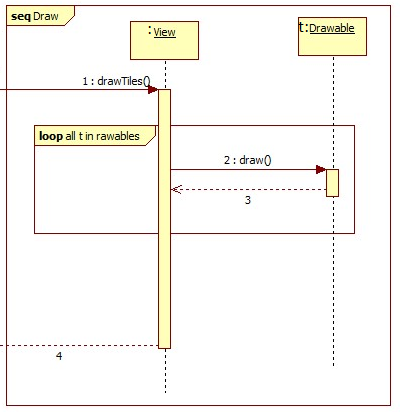 seq Draw
: View
t:Drawable
1 : drawTiles()
loop all t in rawables
2 : draw()
3
4